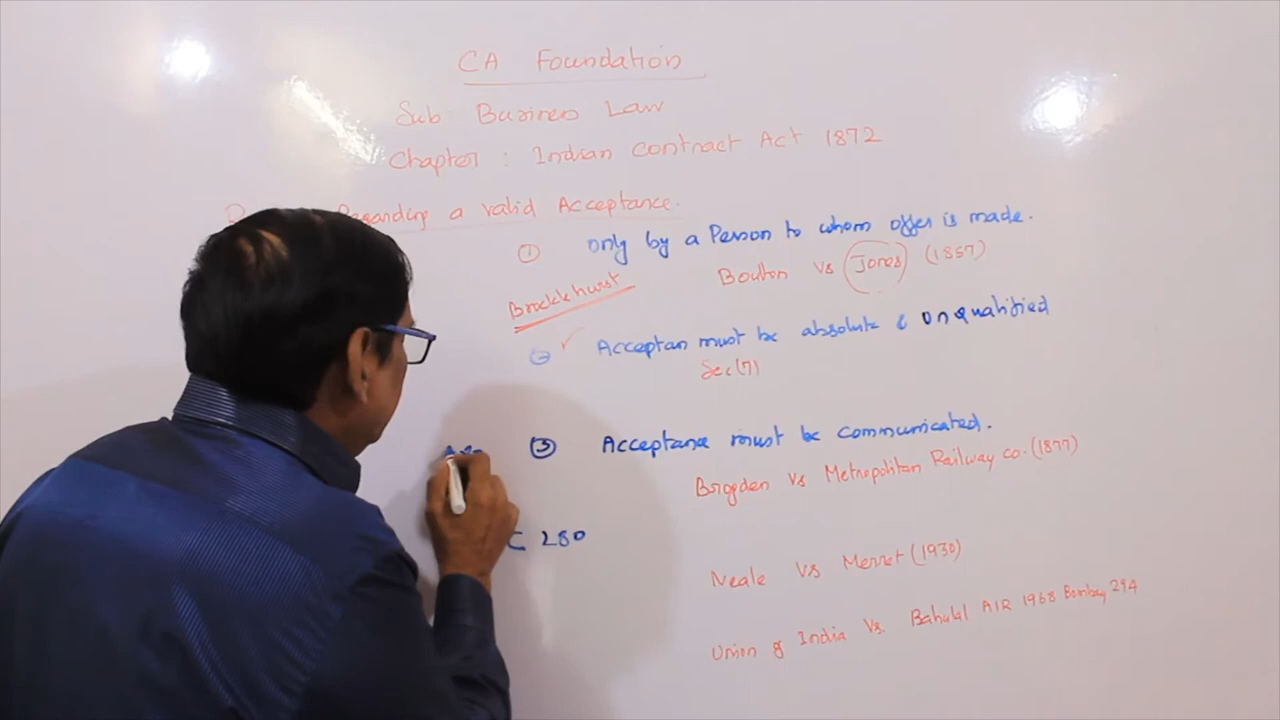 CA Foundation
Sub Business Law
Chapter : Indian Contract Act 1872
Regarding a valid Acceptance.
① only by a Person to whom offer is made.
Boulton Vs Jones (1857)
Brockhurst
② Acceptan must be absolute & unqualified
Sec(7)
③ Acceptance must be communicated.
Brogden Vs Metropolitan Railway co. (1877)
280
Neale Vs Merret (1930)
Union of India Vs. Bahulal AIR 1968 Bombay 294